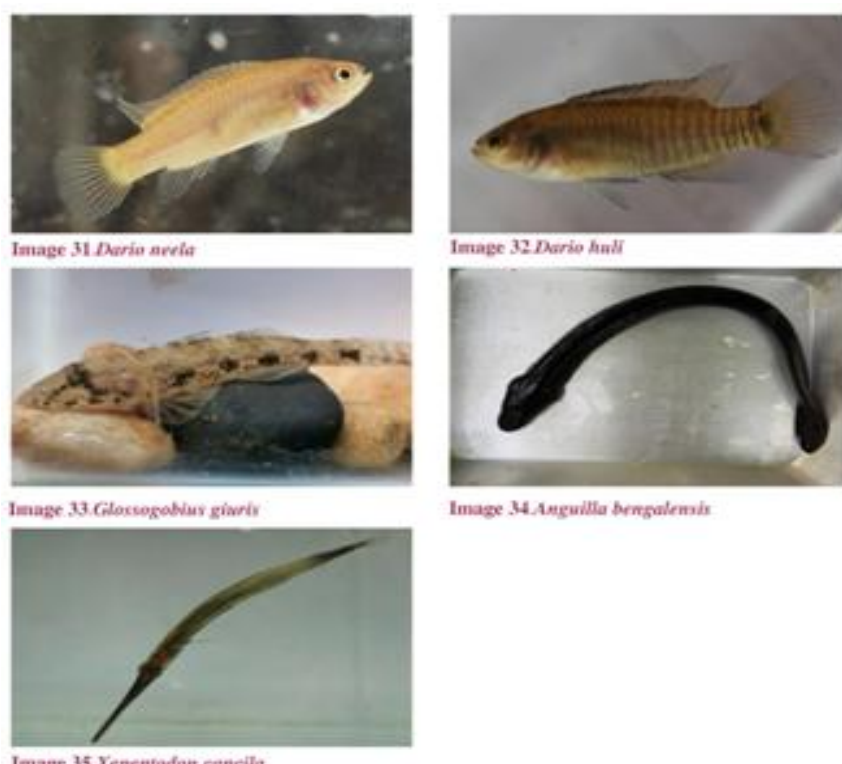 Image 31.Dario neela
Image 32.Dario huli
Image 33.Glossogobius giuris
Image 34.Anguilla bengalensis
Image 35.Xenentodon cancila